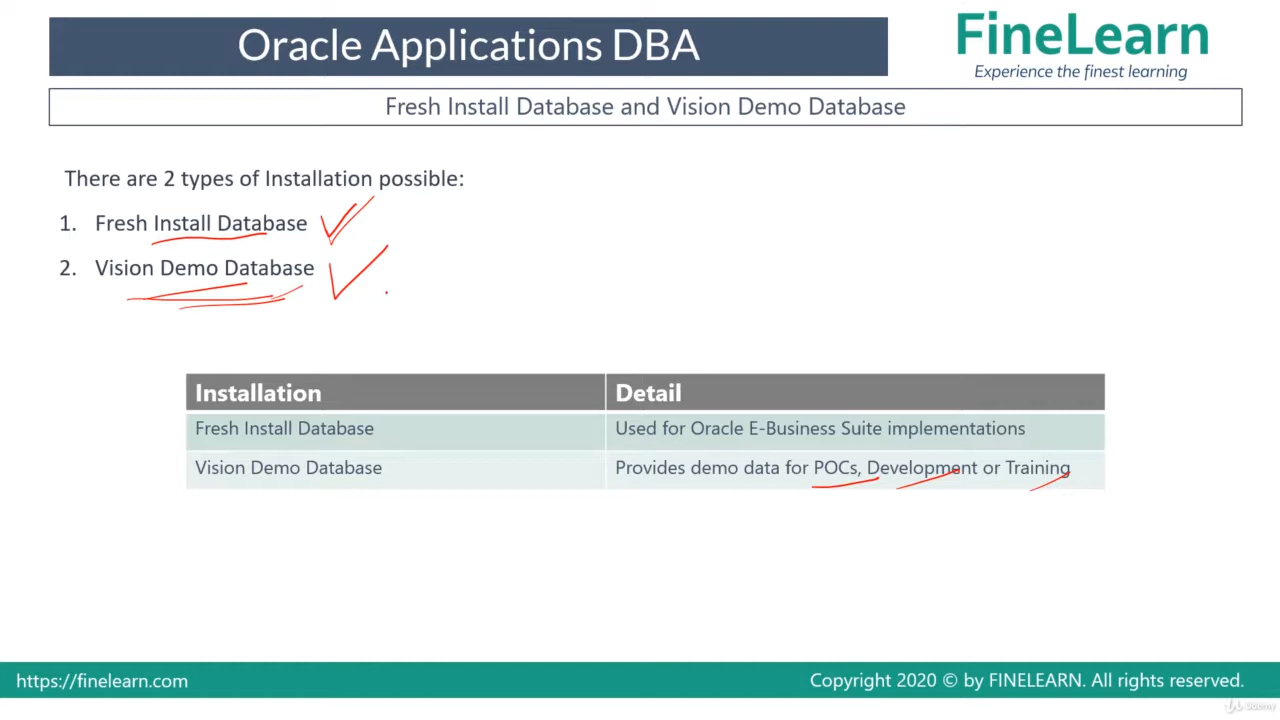 Oracle Applications DBA
FineLearn
Experience the finest learning
Fresh Install Database and Vision Demo Database
There are 2 types of Installation possible:
1. Fresh Install Database
2. Vision Demo Database
Installation Detail
Fresh Install Database Used for Oracle E-Business Suite implementations
Vision Demo Database Provides demo data for POCs, Development or Training
https://finelearn.com Copyright 2020 © by FINELEARN. All rights reserved.
Udemy